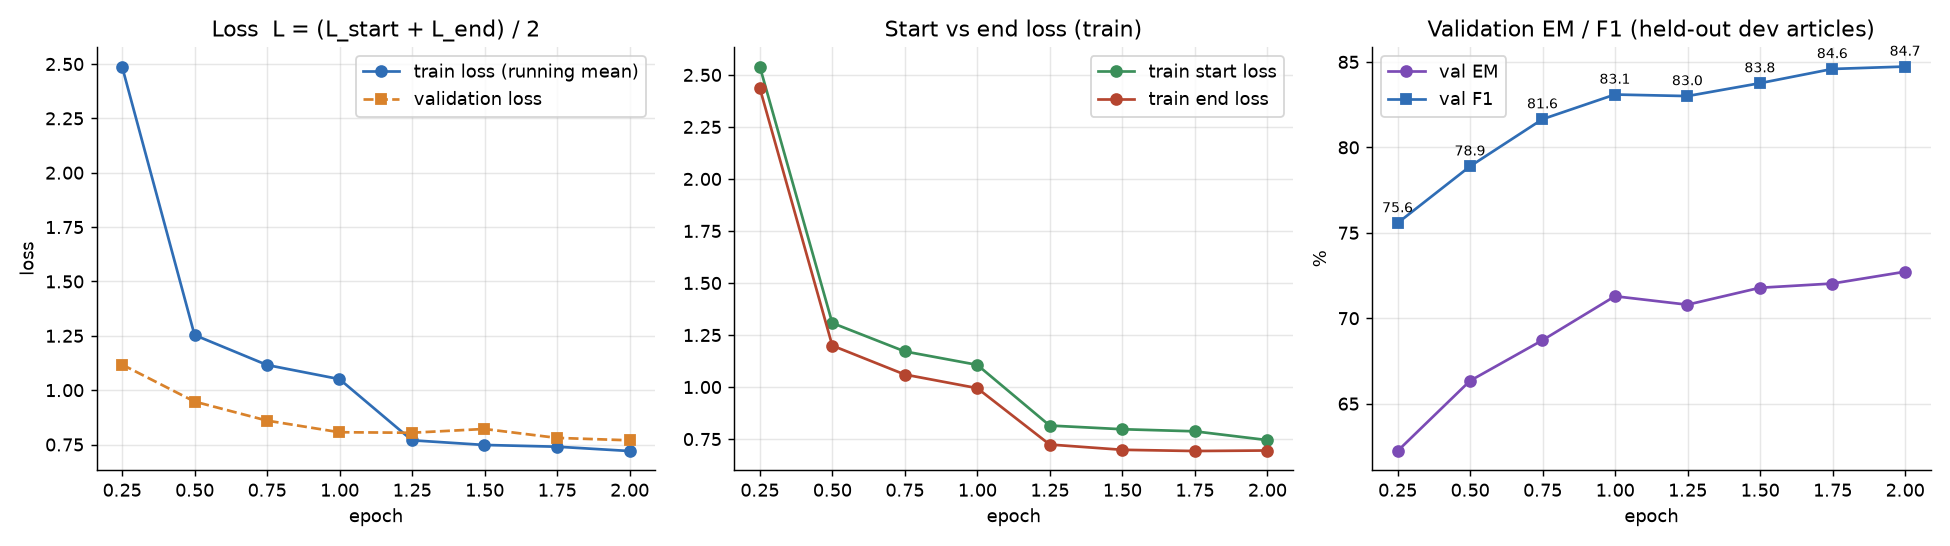 Loss  L = (L_start + L_end) / 2
train loss (running mean)
validation loss
2.50
2.25
2.00
1.75
1.50
1.25
1.00
0.75
loss
0.25 0.50 0.75 1.00 1.25 1.50 1.75 2.00
epoch
Start vs end loss (train)
train start loss
train end loss
2.50
2.25
2.00
1.75
1.50
1.25
1.00
0.75
0.25 0.50 0.75 1.00 1.25 1.50 1.75 2.00
epoch
Validation EM / F1 (held-out dev articles)
val EM
val F1
85
80
75
70
65
%
75.6 78.9 81.6 83.1 83.0 83.8 84.6 84.7
0.25 0.50 0.75 1.00 1.25 1.50 1.75 2.00
epoch